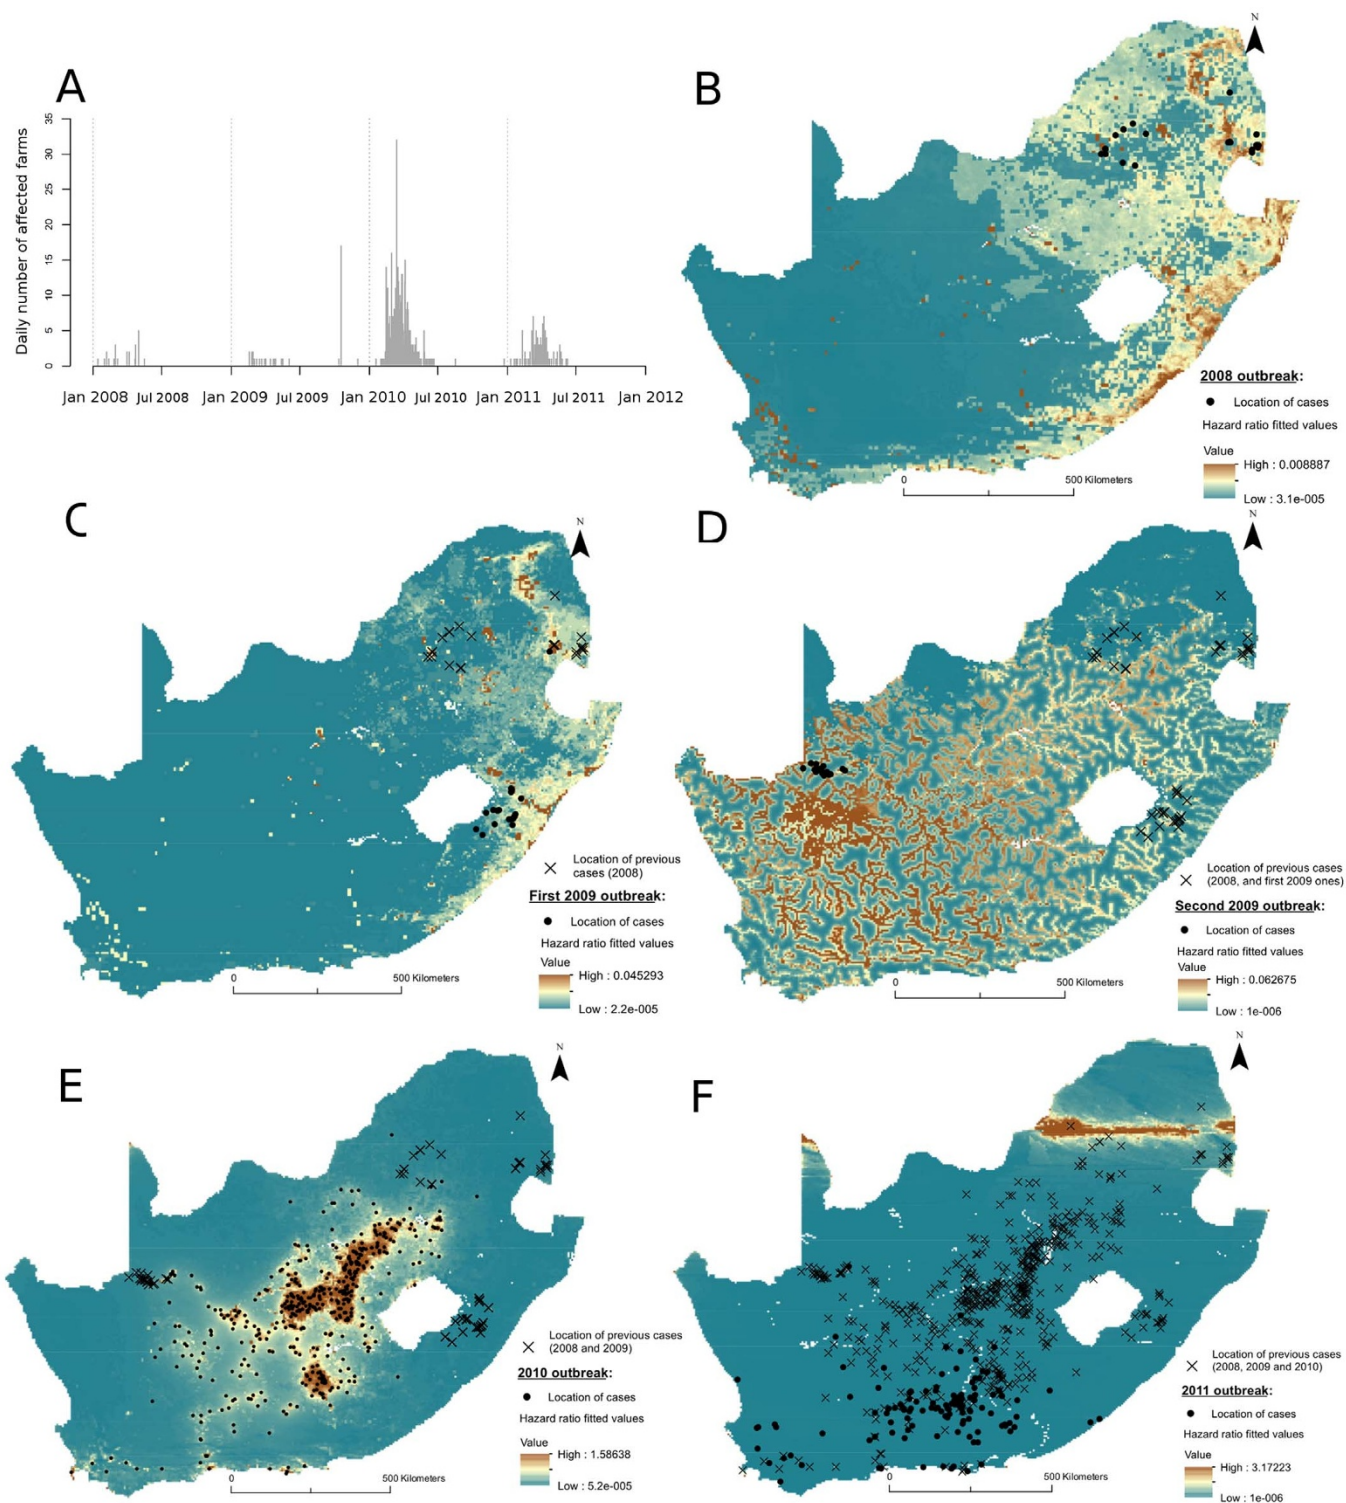 A
Daily number of affected farms
35
30
25
20
15
10
5
0
Jan 2008 Jul 2008 Jan 2009 Jul 2009 Jan 2010 Jul 2010 Jan 2011 Jul 2011 Jan 2012
B
N
2008 outbreak:
Location of cases
Hazard ratio fitted values
Value
High : 0.008887
Low : 3.1e-005
0 500 Kilometers
C
N
Location of previous
cases (2008)
First 2009 outbreak:
Location of cases
Hazard ratio fitted values
Value
High : 0.045293
Low : 2.2e-005
0 500 Kilometers
D
N
Location of previous cases
(2008, and first 2009 ones)
Second 2009 outbreak:
Location of cases
Hazard ratio fitted values
Value
High : 0.062675
Low : 1e-006
0 500 Kilometers
E
N
Location of previous cases
(2008 and 2009)
2010 outbreak:
Location of cases
Hazard ratio fitted values
Value
High : 1.58638
Low : 5.2e-005
0 500 Kilometers
F
N
Location of previous cases
(2008, 2009 and 2010)
2011 outbreak:
Location of cases
Hazard ratio fitted values
Value
High : 3.17223
Low : 1e-006
0 500 Kilometers